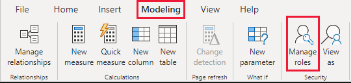 File Home Insert Modeling View Help
Manage relationships New measure Quick measure New column New table Change detection New parameter Manage roles View as
Relationships Calculations Page refresh What if Security